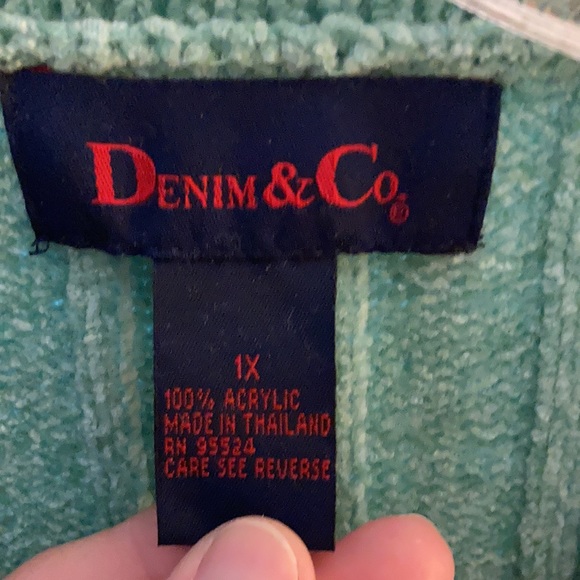 DENIM & CO.®
1X
100% ACRYLIC
MADE IN THAILAND
RN 95524
CARE SEE REVERSE